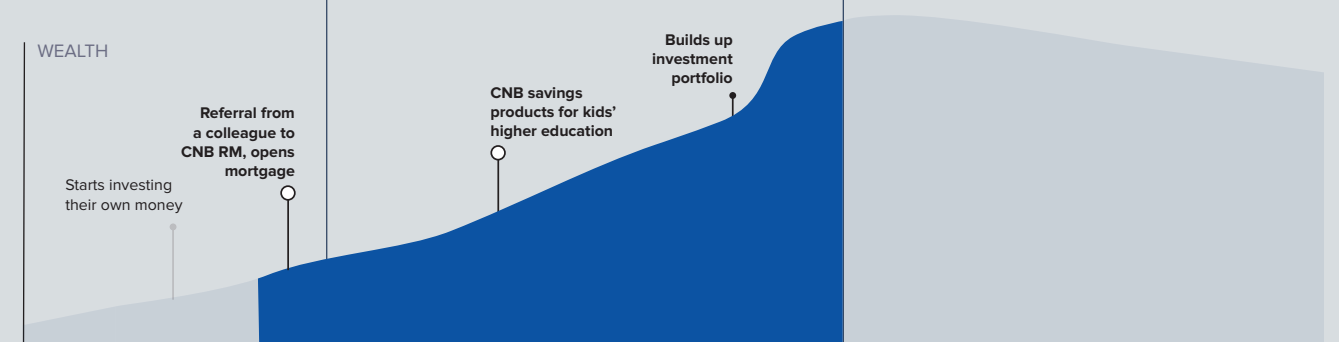 WEALTH
Starts investing
their own money
Referral from
a colleague to
CNB RM, opens
mortgage
CNB savings
products for kids’
higher education
Builds up
investment
portfolio